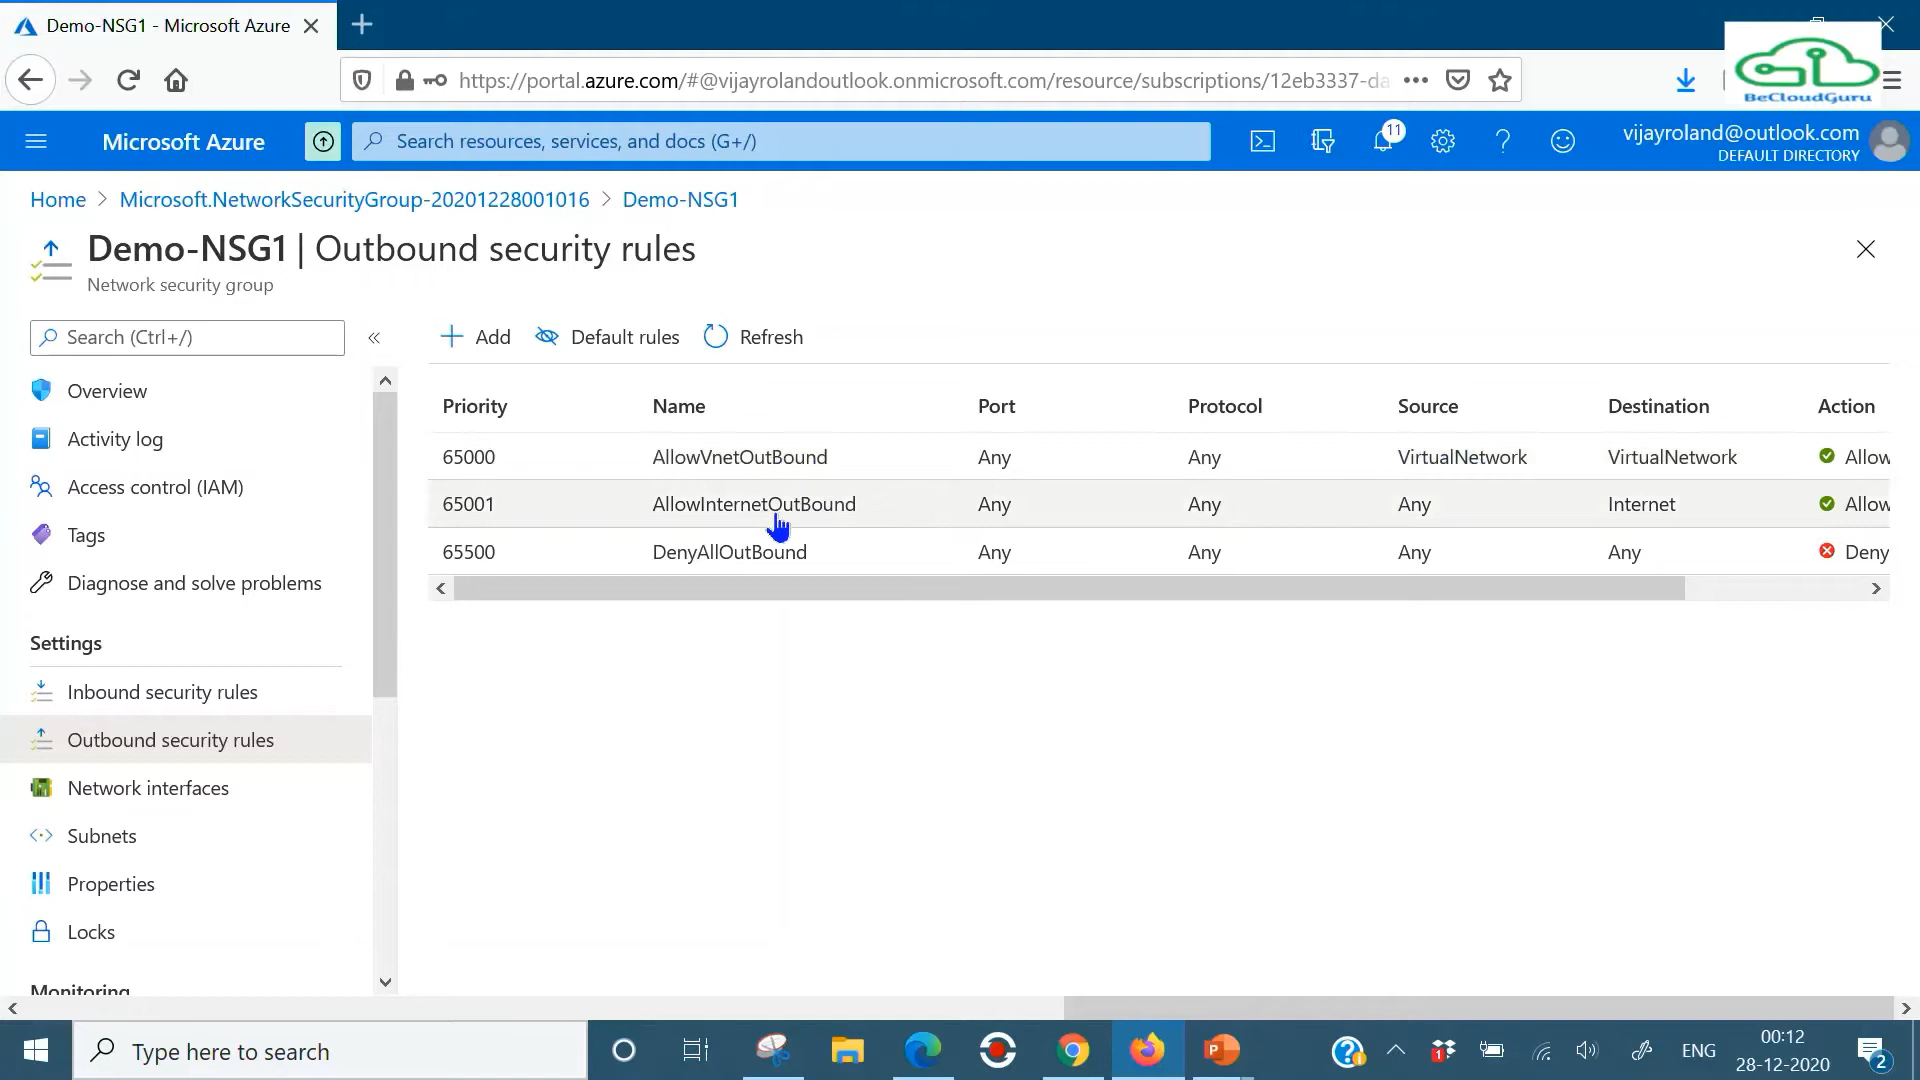 Demo-NSG1 - Microsoft Azure
https://portal.azure.com/#@vijayrolandoutlook.onmicrosoft.com/resource/subscriptions/12eb3337-da
BeCloudGuru
Microsoft Azure
Search resources, services, and docs (G+/)
11
vijayroland@outlook.com
DEFAULT DIRECTORY
Home > Microsoft.NetworkSecurityGroup-20201228001016 > Demo-NSG1
Demo-NSG1 | Outbound security rules
Network security group
Search (Ctrl+/)
«
Add
Default rules
Refresh
Overview
Activity log
Access control (IAM)
Tags
Diagnose and solve problems
Settings
Inbound security rules
Outbound security rules
Network interfaces
Subnets
Properties
Locks
Monitoring
Priority Name Port Protocol Source Destination Action
65000 AllowVnetOutBound Any Any VirtualNetwork VirtualNetwork Allow
65001 AllowInternetOutBound Any Any Any Internet Allow
65500 DenyAllOutBound Any Any Any Any Deny
Type here to search
1
ENG
00:12
28-12-2020
2